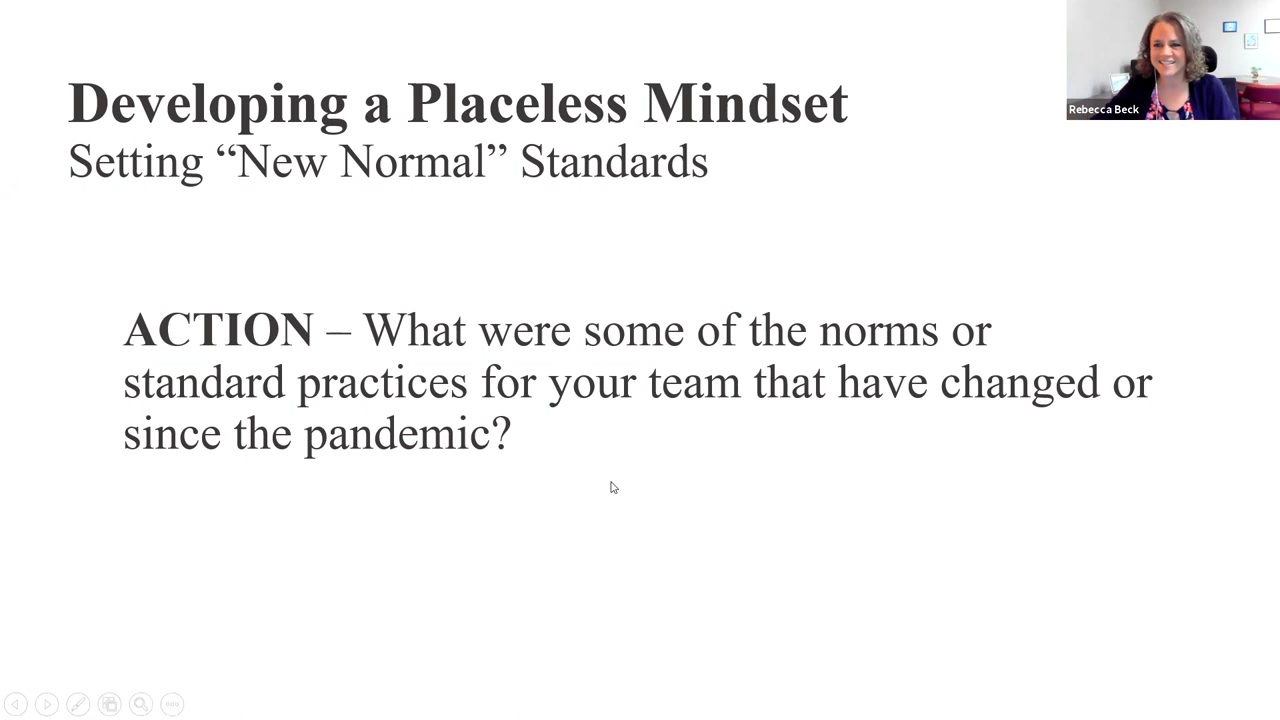 Developing a Placeless Mindset
Setting “New Normal” Standards
Rebecca Beck
ACTION – What were some of the norms or
standard practices for your team that have changed or
since the pandemic?